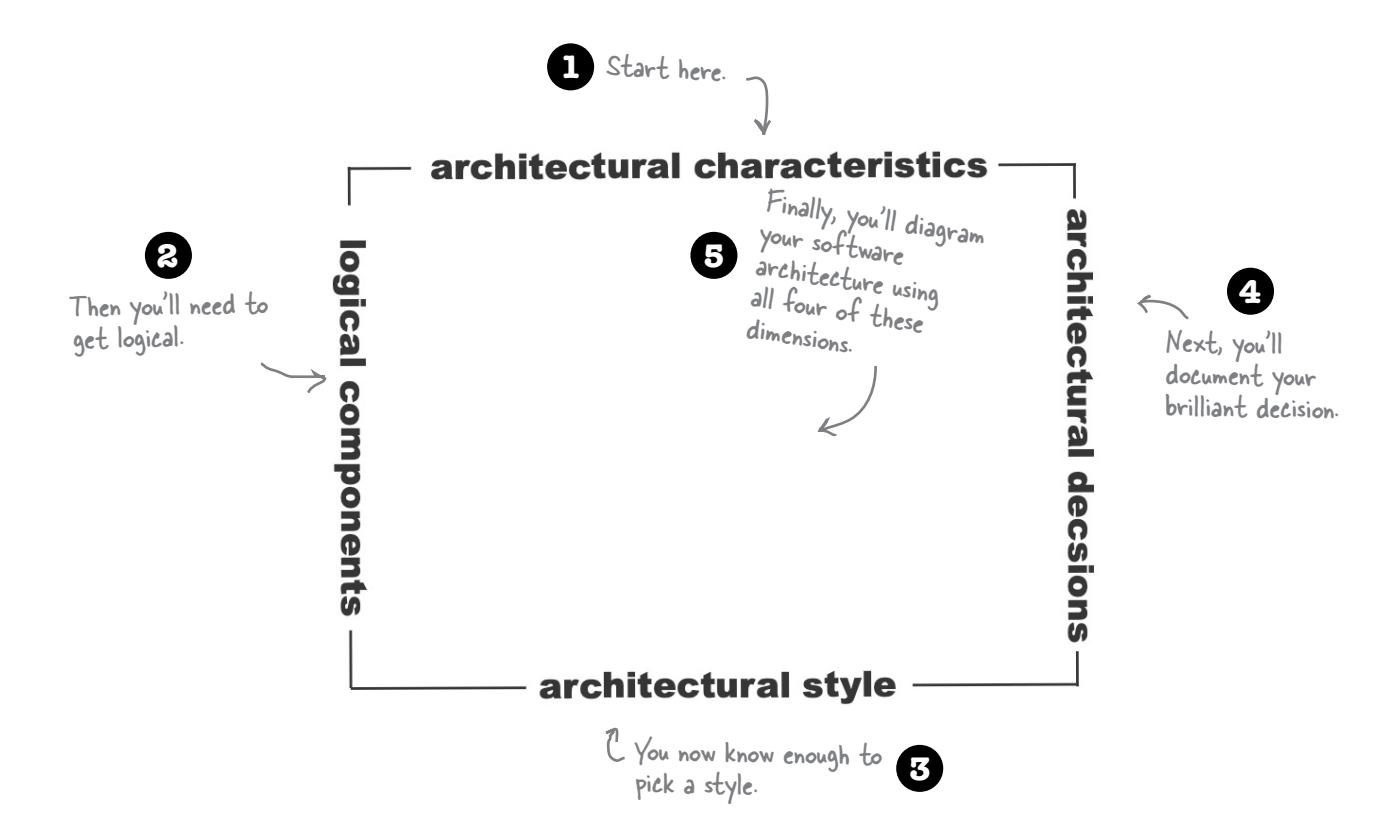 1 Start here.
architectural characteristics
2
Then you'll need to
get logical.
logical components
5
Finally, you'll diagram
your software
architecture using
all four of these
dimensions.
architectural decsions
4
Next, you'll
document your
brilliant decision.
architectural style
You now know enough to
pick a style.
3